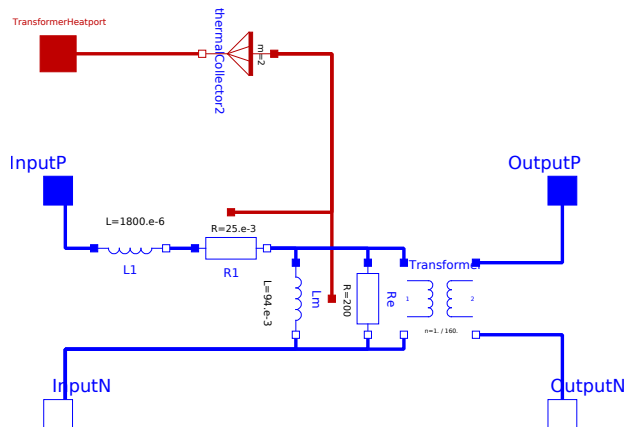 TransformerHeatport
thermalCollector2
m=2
InputP
OutputP
L=1800.e-6
R=25.e-3
L1
R1
Transformer
L=94.e-3
Lm
R=200
Re
1
2
n=1. / 160.
InputN
OutputN